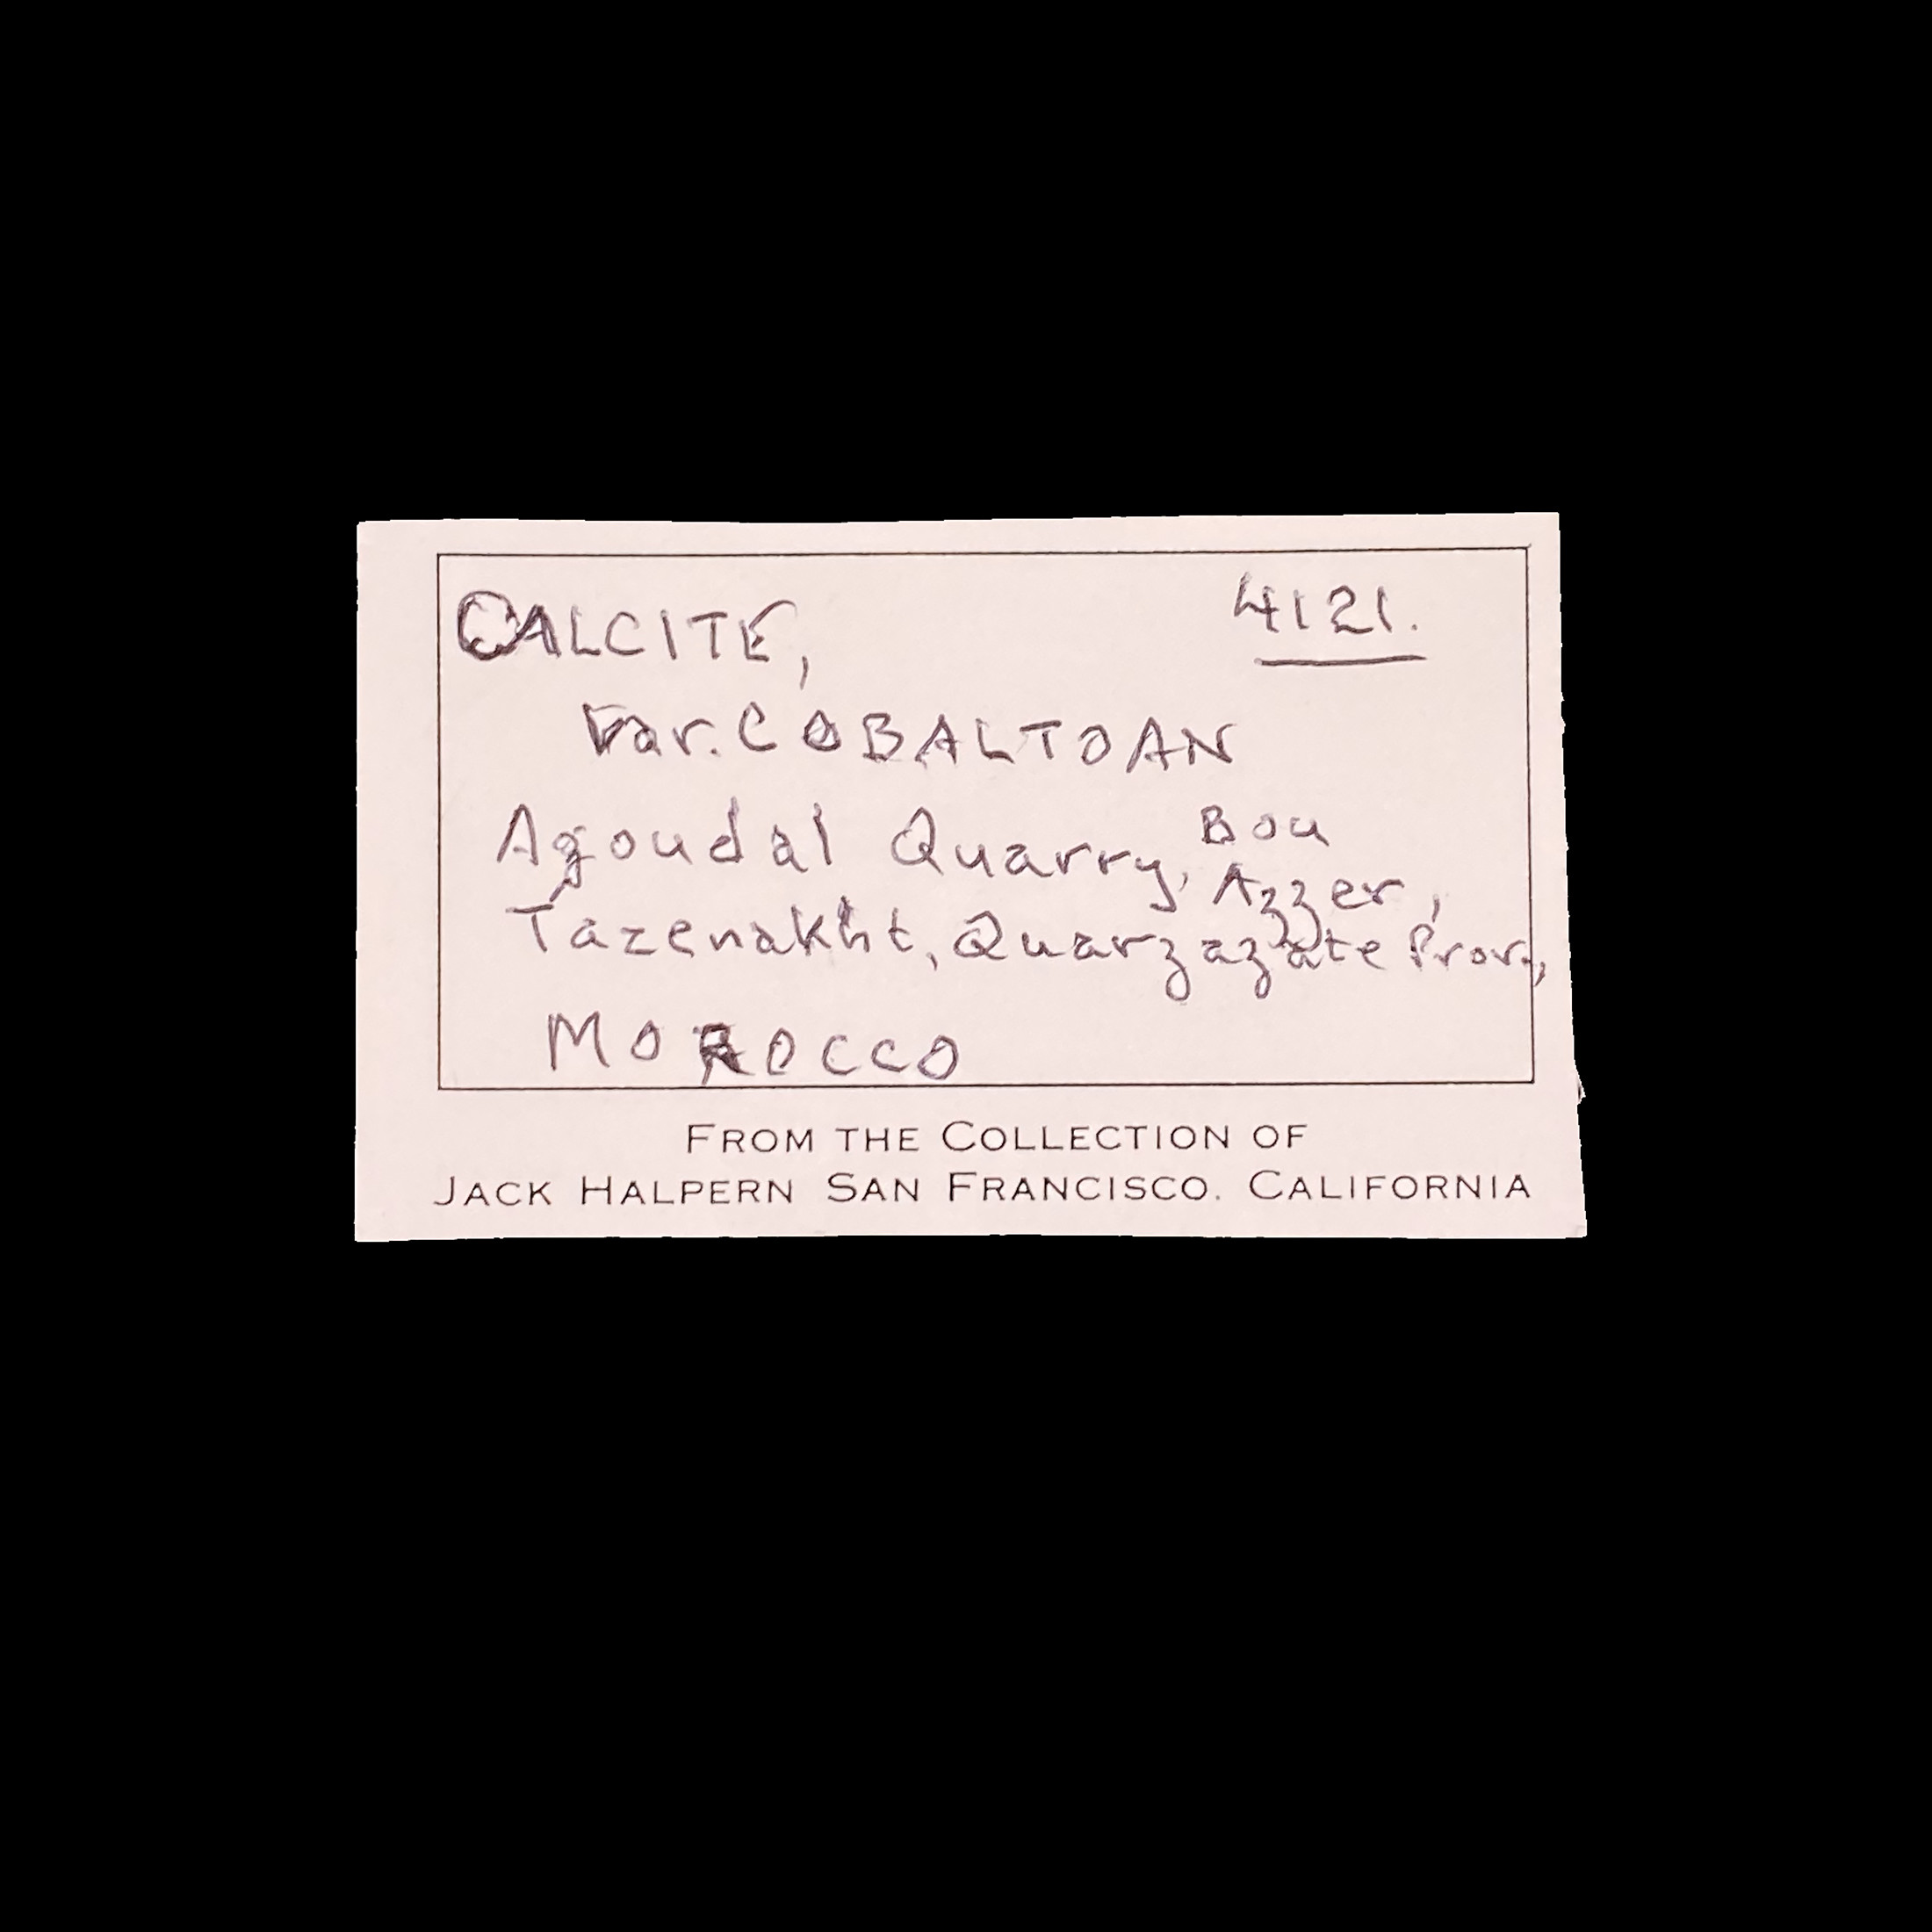 CALCITE, 4121.
Var. COBALTOAN
Agoudal Quarry, Bou
Azzer,
Tazenakht, Quarzazate Prov.,
MOROCCO
FROM THE COLLECTION OF
JACK HALPERN SAN FRANCISCO, CALIFORNIA